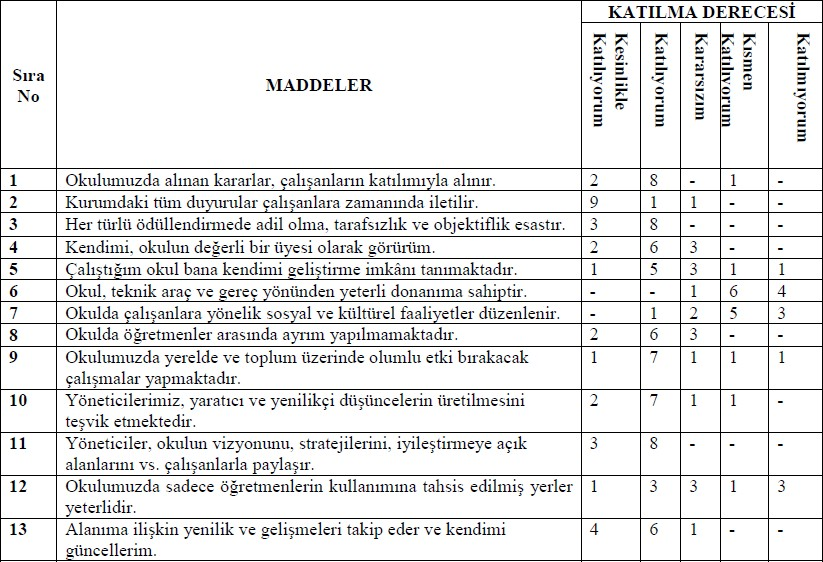 KATILMA DERECESİ
Sıra No MADDELER Kesinlikle Katılıyorum Katılıyorum Kararsızım Kısmen Katılıyorum Katılmıyorum
1 Okulumuzda alınan kararlar, çalışanların katılımıyla alınır. 2 8 - 1 -
2 Kurumdaki tüm duyurular çalışanlara zamanında iletilir. 9 1 1 - -
3 Her türlü ödüllendirmede adil olma, tarafsızlık ve objektiflik esastır. 3 8 - - -
4 Kendimi, okulun değerli bir üyesi olarak görürüm. 2 6 3 - -
5 Çalıştığım okul bana kendimi geliştirme imkânı tanımaktadır. 1 5 3 1 1
6 Okul, teknik araç ve gereç yönünden yeterli donanıma sahiptir. - - 1 6 4
7 Okulda çalışanlara yönelik sosyal ve kültürel faaliyetler düzenlenir. - 1 2 5 3
8 Okulda öğretmenler arasında ayrım yapılmamaktadır. 2 6 3 - -
9 Okulumuzda yerelde ve toplum üzerinde olumlu etki bırakacak 1 7 1 1 1
çalışmalar yapmaktadır.
10 Yöneticilerimiz, yaratıcı ve yenilikçi düşüncelerin üretilmesini 2 7 1 1 -
teşvik etmektedir.
11 Yöneticiler, okulun vizyonunu, stratejilerini, iyileştirmeye açık 3 8 - - -
alanlarını vs. çalışanlarla paylaşır.
12 Okulumuzda sadece öğretmenlerin kullanımına tahsis edilmiş yerler 1 3 3 1 3
yeterlidir.
13 Alanıma ilişkin yenilik ve gelişmeleri takip eder ve kendimi 4 6 1 - -
güncellerim.